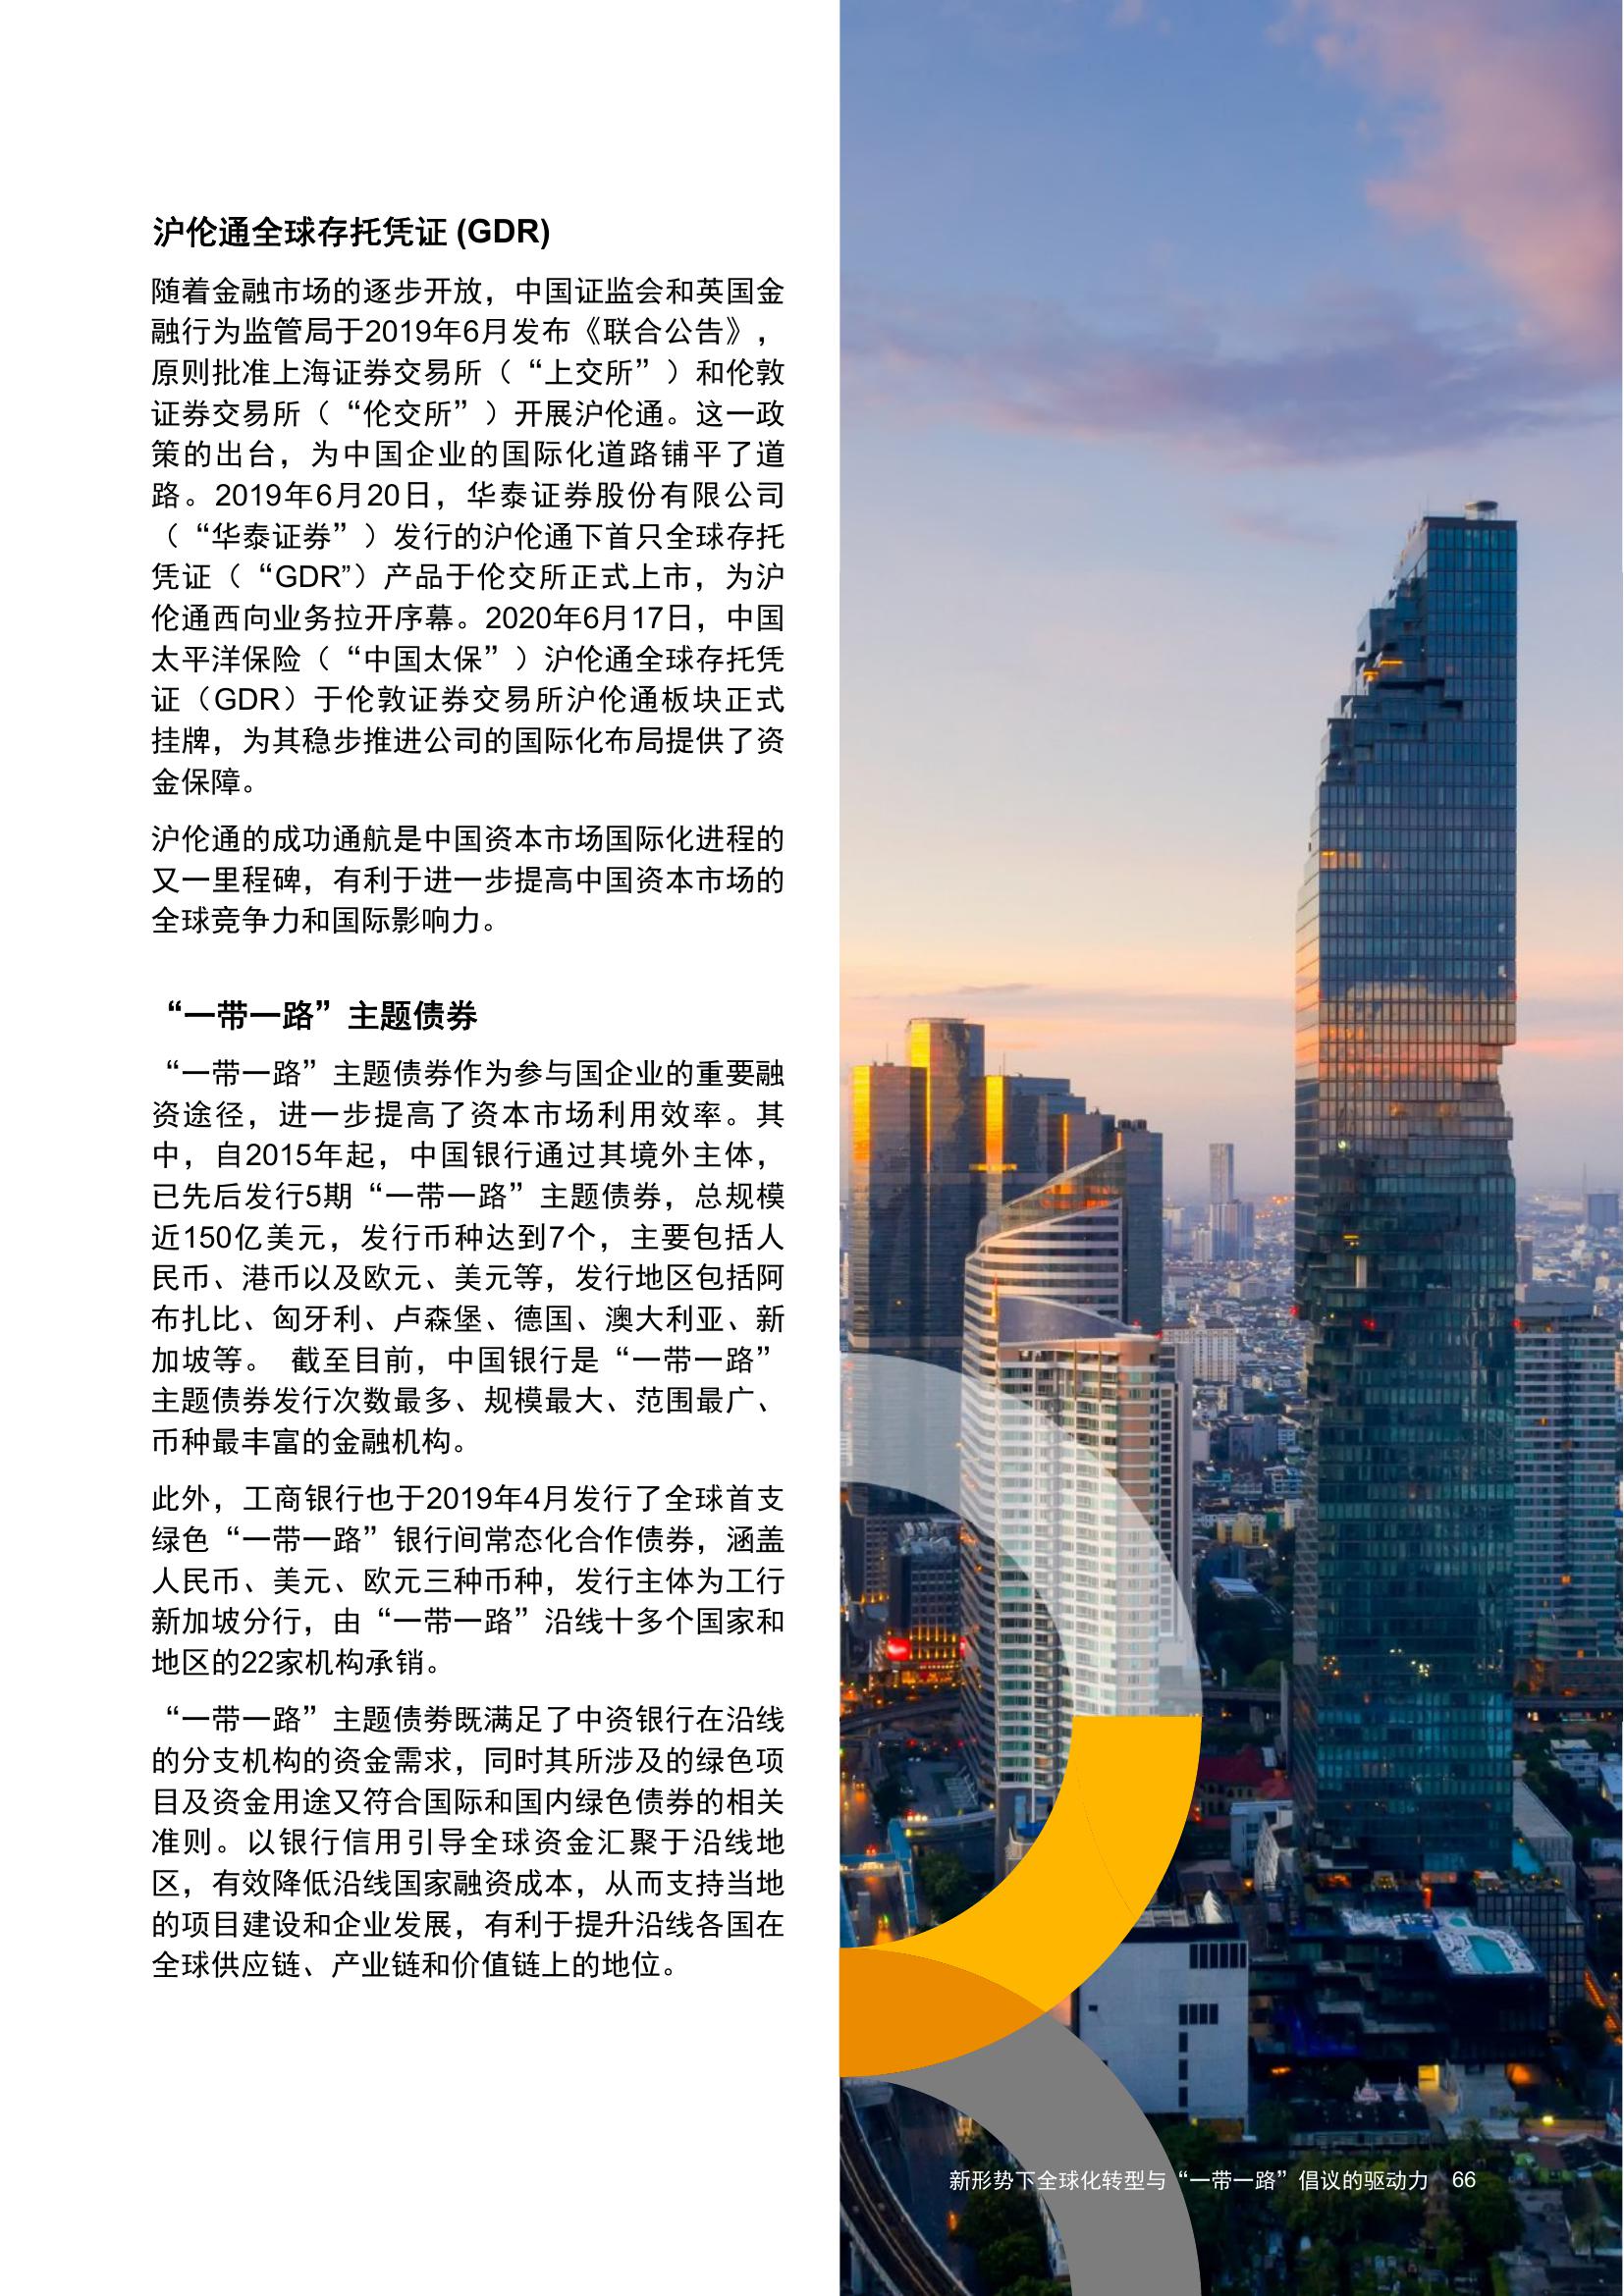 沪伦通全球存托凭证 (GDR)
随着金融市场的逐步开放，中国证监会和英国金
融行为监管局于2019年6月发布《联合公告》，
原则批准上海证券交易所（“上交所”）和伦敦
证券交易所（“伦交所”）开展沪伦通。这一政
策的出台，为中国企业的国际化道路铺平了道
路。2019年6月20日，华泰证券股份有限公司
（“华泰证券”）发行的沪伦通下首只全球存托
凭证（“GDR”）产品于伦交所正式上市，为沪
伦通西向业务拉开序幕。2020年6月17日，中国
太平洋保险（“中国太保”）沪伦通全球存托凭
证（GDR）于伦敦证券交易所沪伦通板块正式
挂牌，为其稳步推进公司的国际化布局提供了资
金保障。
沪伦通的成功通航是中国资本市场国际化进程的
又一里程碑，有利于进一步提高中国资本市场的
全球竞争力和国际影响力。
“一带一路”主题债券
“一带一路”主题债券作为参与国企业的重要融
资途径，进一步提高了资本市场利用效率。其
中，自2015年起，中国银行通过其境外主体，
已先后发行5期“一带一路”主题债券，总规模
近150亿美元，发行币种达到7个，主要包括人
民币、港币以及欧元、美元等，发行地区包括阿
布扎比、匈牙利、卢森堡、德国、澳大利亚、新
加坡等。 截至目前，中国银行是“一带一路”
主题债券发行次数最多、规模最大、范围最广、
币种最丰富的金融机构。
此外，工商银行也于2019年4月发行了全球首支
绿色“一带一路”银行间常态化合作债券，涵盖
人民币、美元、欧元三种币种，发行主体为工行
新加坡分行，由“一带一路”沿线十多个国家和
地区的22家机构承销。
“一带一路”主题债劵既满足了中资银行在沿线
的分支机构的资金需求，同时其所涉及的绿色项
目及资金用途又符合国际和国内绿色债券的相关
准则。以银行信用引导全球资金汇聚于沿线地
区，有效降低沿线国家融资成本，从而支持当地
的项目建设和企业发展，有利于提升沿线各国在
全球供应链、产业链和价值链上的地位。
新形势下全球化转型与“一带一路”倡议的驱动力 66